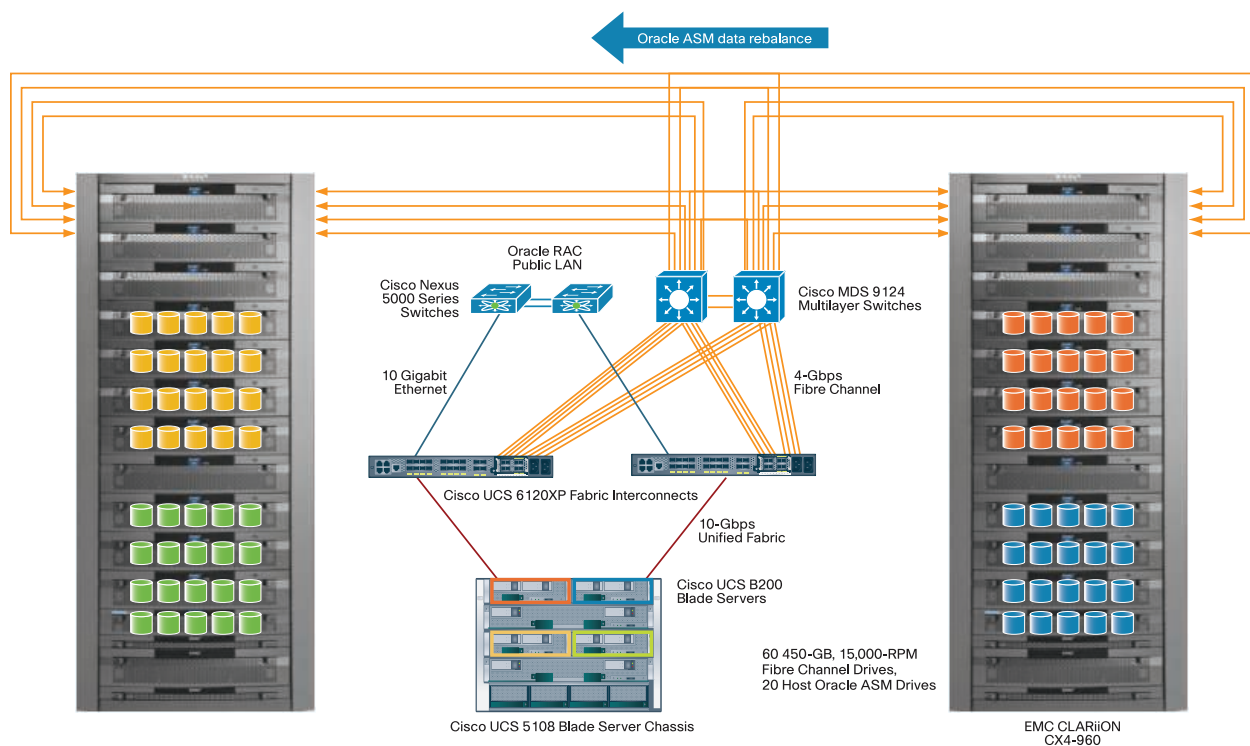 Oracle ASM data rebalance
Oracle RAC
Public LAN
Cisco Nexus
5000 Series
Switches
Cisco MDS 9124
Multilayer Switches
10 Gigabit
Ethernet
4-Gbps
Fibre Channel
Cisco UCS 6120XP Fabric Interconnects
10-Gbps
Unified Fabric
Cisco UCS B200
Blade Servers
60 450-GB, 15,000-RPM
Fibre Channel Drives,
20 Host Oracle ASM Drives
Cisco UCS 5108 Blade Server Chassis
EMC CLARiiON
CX4-960